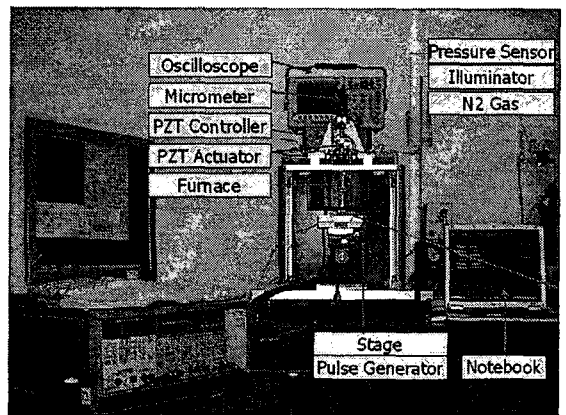 Oscilloscope
Micrometer
PZT Controller
PZT Actuator
Furnace
Pressure Sensor
Illuminator
N2 Gas
Stage
Pulse Generator
Notebook